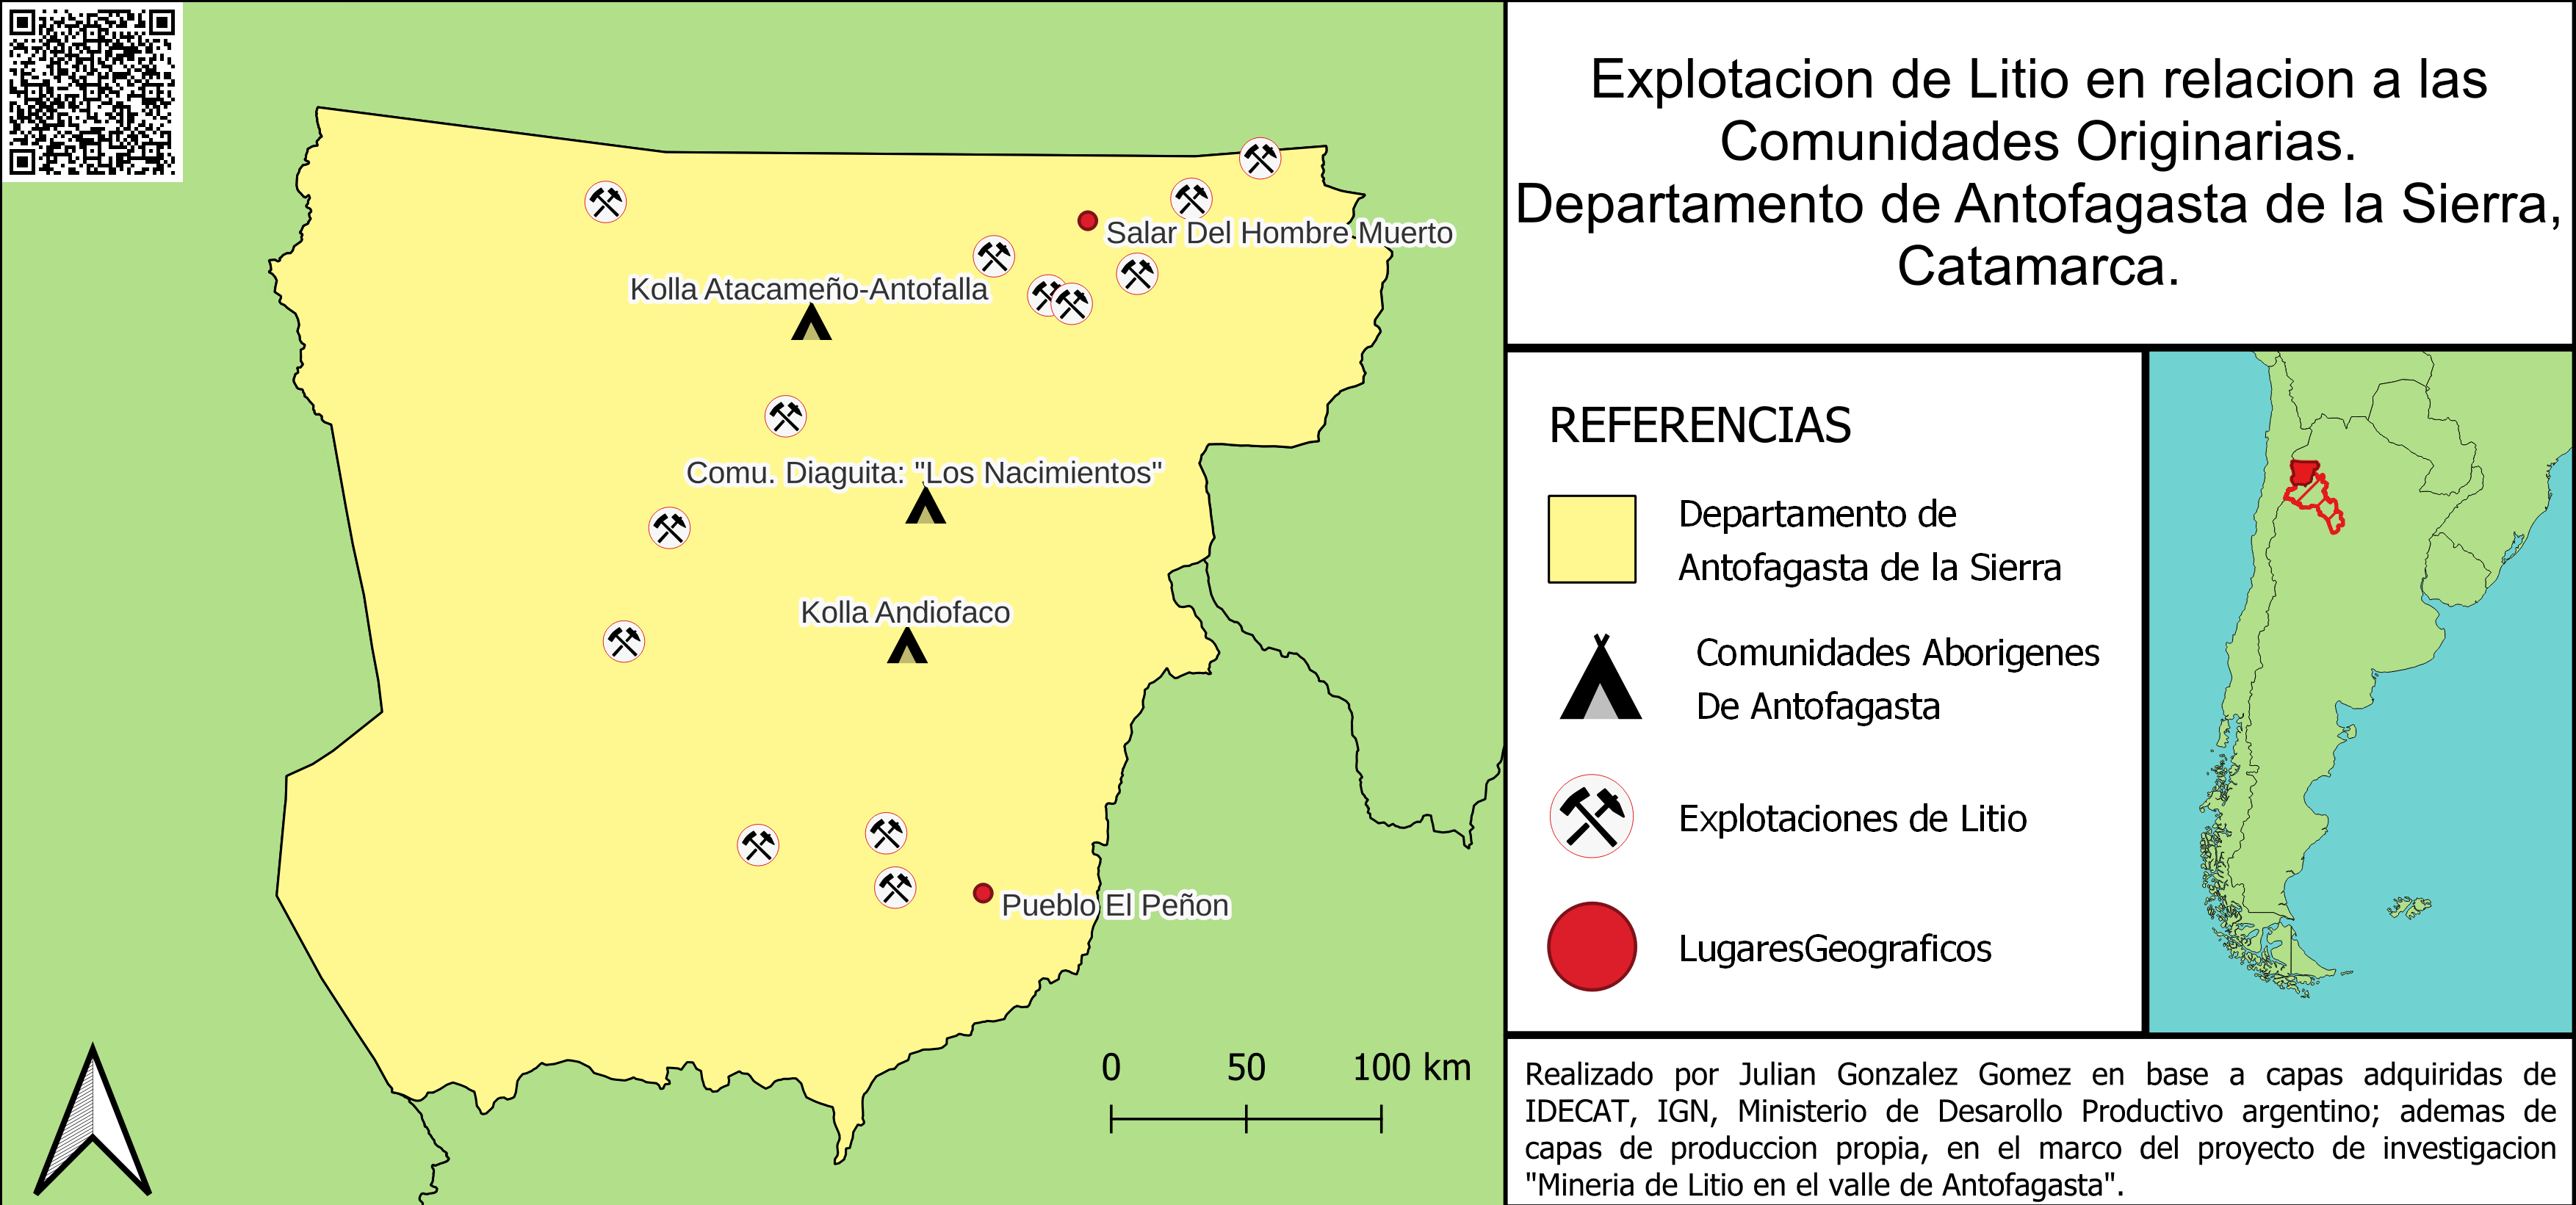 Explotacion de Litio en relacion a las
Comunidades Originarias.
Departamento de Antofagasta de la Sierra,
Catamarca.
Salar Del Hombre Muerto
Kolla Atacameño-Antofalla
Comu. Diaguita: "Los Nacimientos"
Kolla Andiofaco
Pueblo El Peñon
0 50 100 km
REFERENCIAS
Departamento de
Antofagasta de la Sierra
Comunidades Aborigenes
De Antofagasta
Explotaciones de Litio
LugaresGeograficos
Realizado por Julian Gonzalez Gomez en base a capas adquiridas de
IDECAT, IGN, Ministerio de Desarollo Productivo argentino; ademas de
capas de produccion propia, en el marco del proyecto de investigacion
"Mineria de Litio en el valle de Antofagasta".